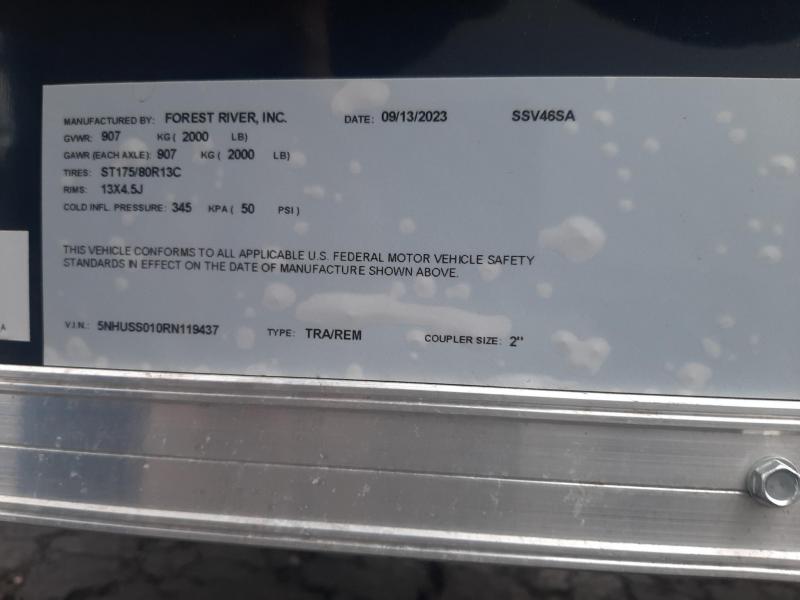 MANUFACTURED BY: FOREST RIVER, INC. DATE: 09/13/2023 SSV46SA
GVWR: 907 KG ( 2000 LB)
GAWR (EACH AXLE): 907 KG ( 2000 LB)
TIRES: ST175/80R13C
RIMS: 13X4.5J
COLD INFL. PRESSURE: 345 KPA ( 50 PSI )
THIS VEHICLE CONFORMS TO ALL APPLICABLE U.S. FEDERAL MOTOR VEHICLE SAFETY
STANDARDS IN EFFECT ON THE DATE OF MANUFACTURE SHOWN ABOVE.
A
V.I.N.: 5NHUSS010RN119437 TYPE: TRA/REM COUPLER SIZE: 2"